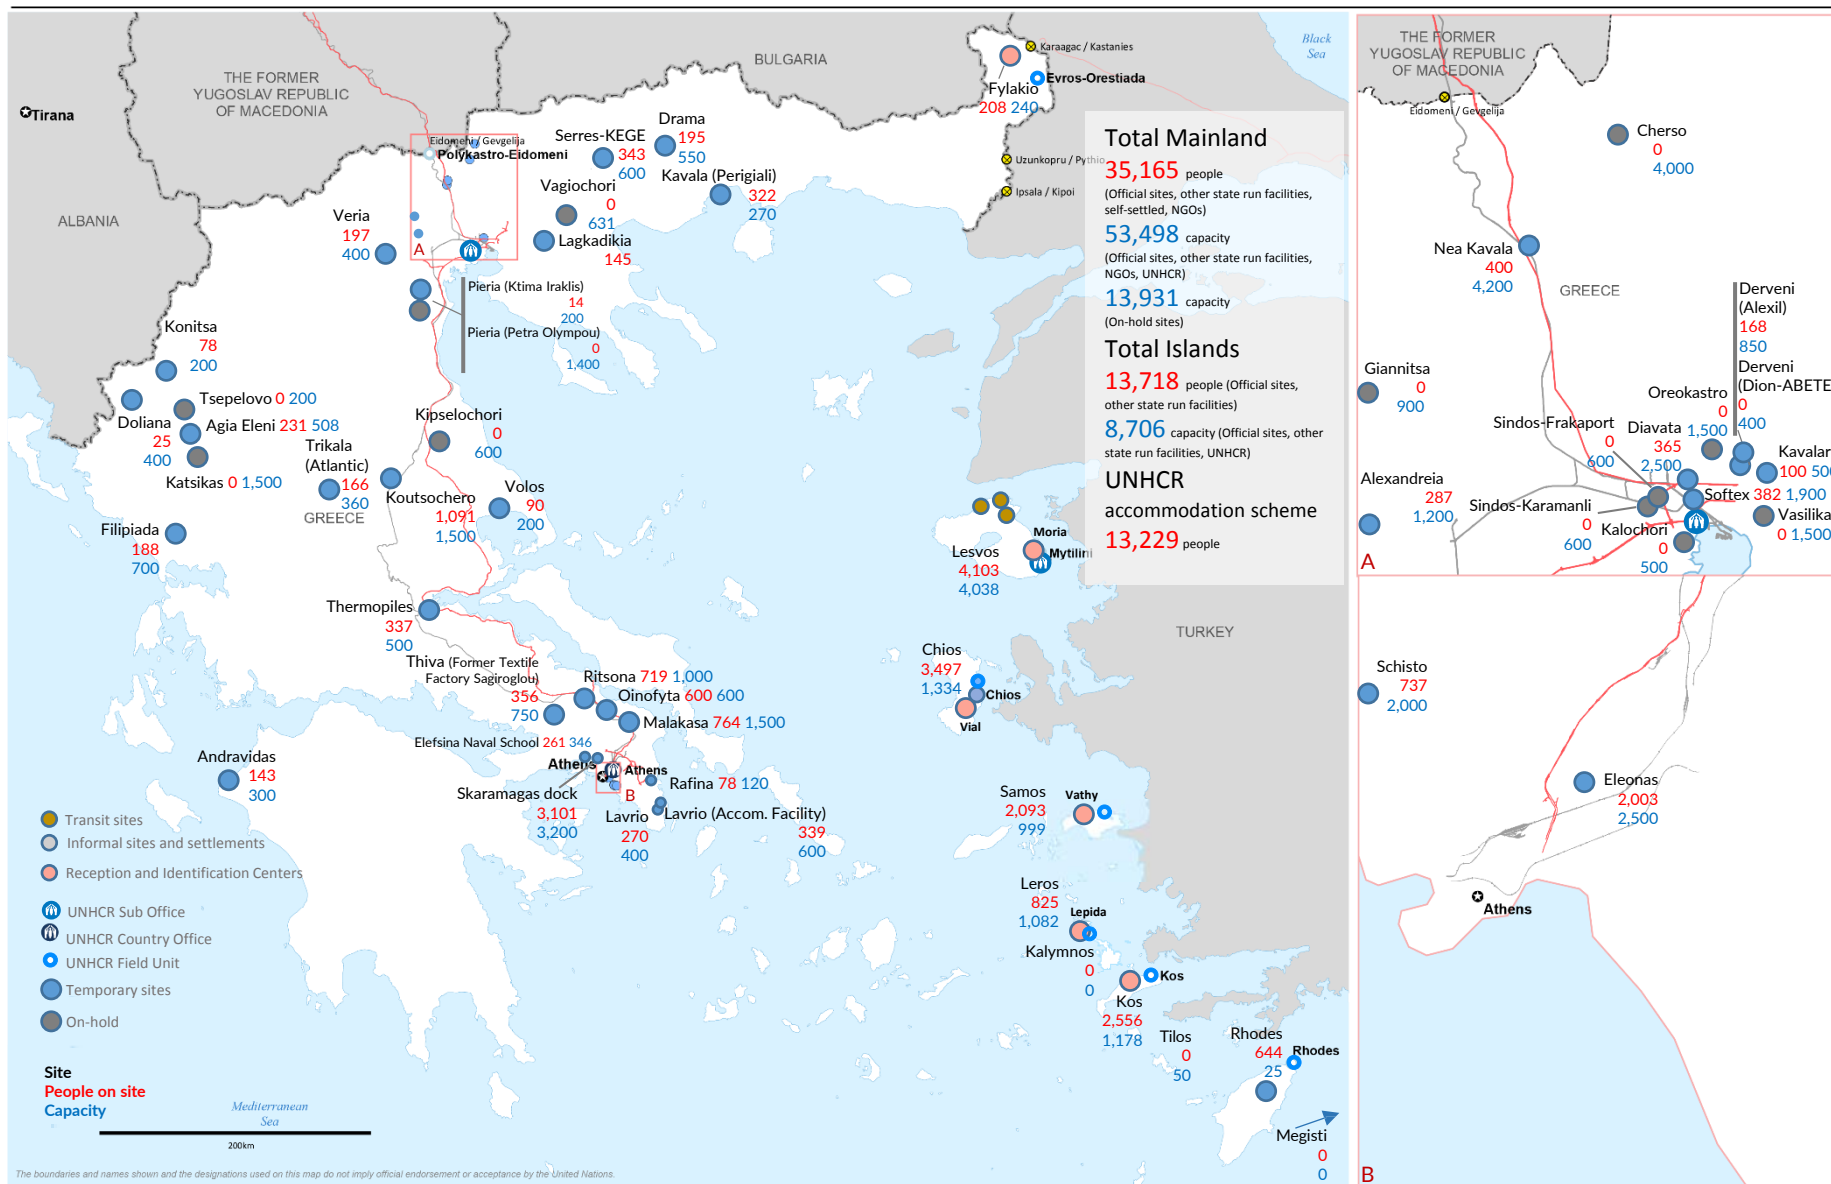 THE FORMER
YUGOSLAV REPUBLIC
OF MACEDONIA
BULGARIA
Black
Sea
Tirana
ALBANIA
Karaagac / Kastanies
Evros-Orestiada
Fylakio
208 240
Uzunkopru / Pythio
Ipsala / Kipoi
Eidomeni / Gevgelija
Polykastro-Eidomeni
A
Serres-KEGE
343
600
Drama
195
550
Kavala (Perigiali)
322
270
Vagiochori
0
631
Lagkadikia
145
Veria
197
400
Pieria (Ktima Iraklis)
14
200
Pieria (Petra Olympou)
0
1,400
Konitsa
78
200
Tsepelovo 0 200
Doliana
25
400
Agia Eleni 231 508
Katsikas 0 1,500
Trikala
(Atlantic)
166
360
GREECE
Kipselochori
0
600
Koutsochero
1,091
1,500
Volos
90
200
Filipiada
188
700
Thermopiles
337
500
Thiva (Former Textile
Factory Sagiroglou)
356
750
Ritsona 719 1,000
Oinofyta 600 600
Malakasa 764 1,500
Elefsina Naval School 261 346
Athens
Athens
B
Rafina 78 120
Skaramagas dock
3,101
3,200
Lavrio
270
400
Lavrio (Accom. Facility)
339
600
Andravidas
143
300
Lesvos
4,103
4,038
Moria
Mytilini
Chios
3,497
1,334
Chios
Vial
TURKEY
Samos
2,093
999
Vathy
Leros
825
1,082
Lepida
Kalymnos
0
0
Kos
Kos
2,556
1,178
Tilos
0
50
Rhodes
644
25
Rhodes
Megisti
0
0
Total Mainland
35,165 people
(Official sites, other state run facilities,
self-settled, NGOs)
53,498 capacity
(Official sites, other state run facilities,
NGOs, UNHCR)
13,931 capacity
(On-hold sites)
Total Islands
13,718 people (Official sites,
other state run facilities)
8,706 capacity (Official sites, other
state run facilities, UNHCR)
UNHCR
accommodation scheme
13,229 people
Transit sites
Informal sites and settlements
Reception and Identification Centers
UNHCR Sub Office
UNHCR Country Office
UNHCR Field Unit
Temporary sites
On-hold
Site
People on site
Capacity
Mediterranean
Sea
200km
The boundaries and names shown and the designations used on this map do not imply official endorsement or acceptance by the United Nations.
THE FORMER
YUGOSLAV REPUBLIC
OF MACEDONIA
Eidomeni / Gevgelija
Cherso
0
4,000
Nea Kavala
400
4,200
GREECE
Derveni
(Alexil)
168
850
Derveni
(Dion-ABETE
0
400
Giannitsa
0
900
Oreokastro
0
1,500
Sindos-Frakaport
0
600
Diavata
365
2,500
Kavalar
100 500
Softex 382 1,900
Alexandreia
287
1,200
Sindos-Karamanli
0
600
Kalochori
0
500
Vasilika
0 1,500
A
Schisto
737
2,000
Eleonas
2,003
2,500
Athens
B